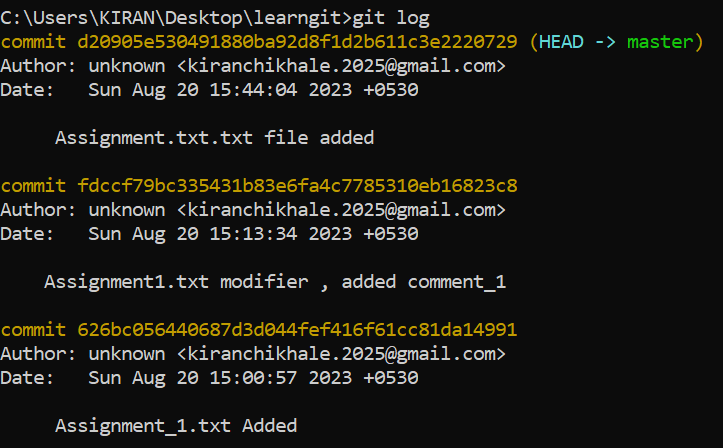 C:\Users\KIRAN\Desktop\learngit>git log
commit d20905e530491880ba92d8f1d2b611c3e2220729 (HEAD -> master)
Author: unknown <kiranchikhale.2025@gmail.com>
Date:   Sun Aug 20 15:44:04 2023 +0530
Assignment.txt.txt file added
commit fdccf79bc335431b83e6fa4c7785310eb16823c8
Author: unknown <kiranchikhale.2025@gmail.com>
Date:   Sun Aug 20 15:13:34 2023 +0530
Assignment1.txt modifier , added comment_1
commit 626bc056440687d3d044fef416f61cc81da14991
Author: unknown <kiranchikhale.2025@gmail.com>
Date:   Sun Aug 20 15:00:57 2023 +0530
Assignment_1.txt Added